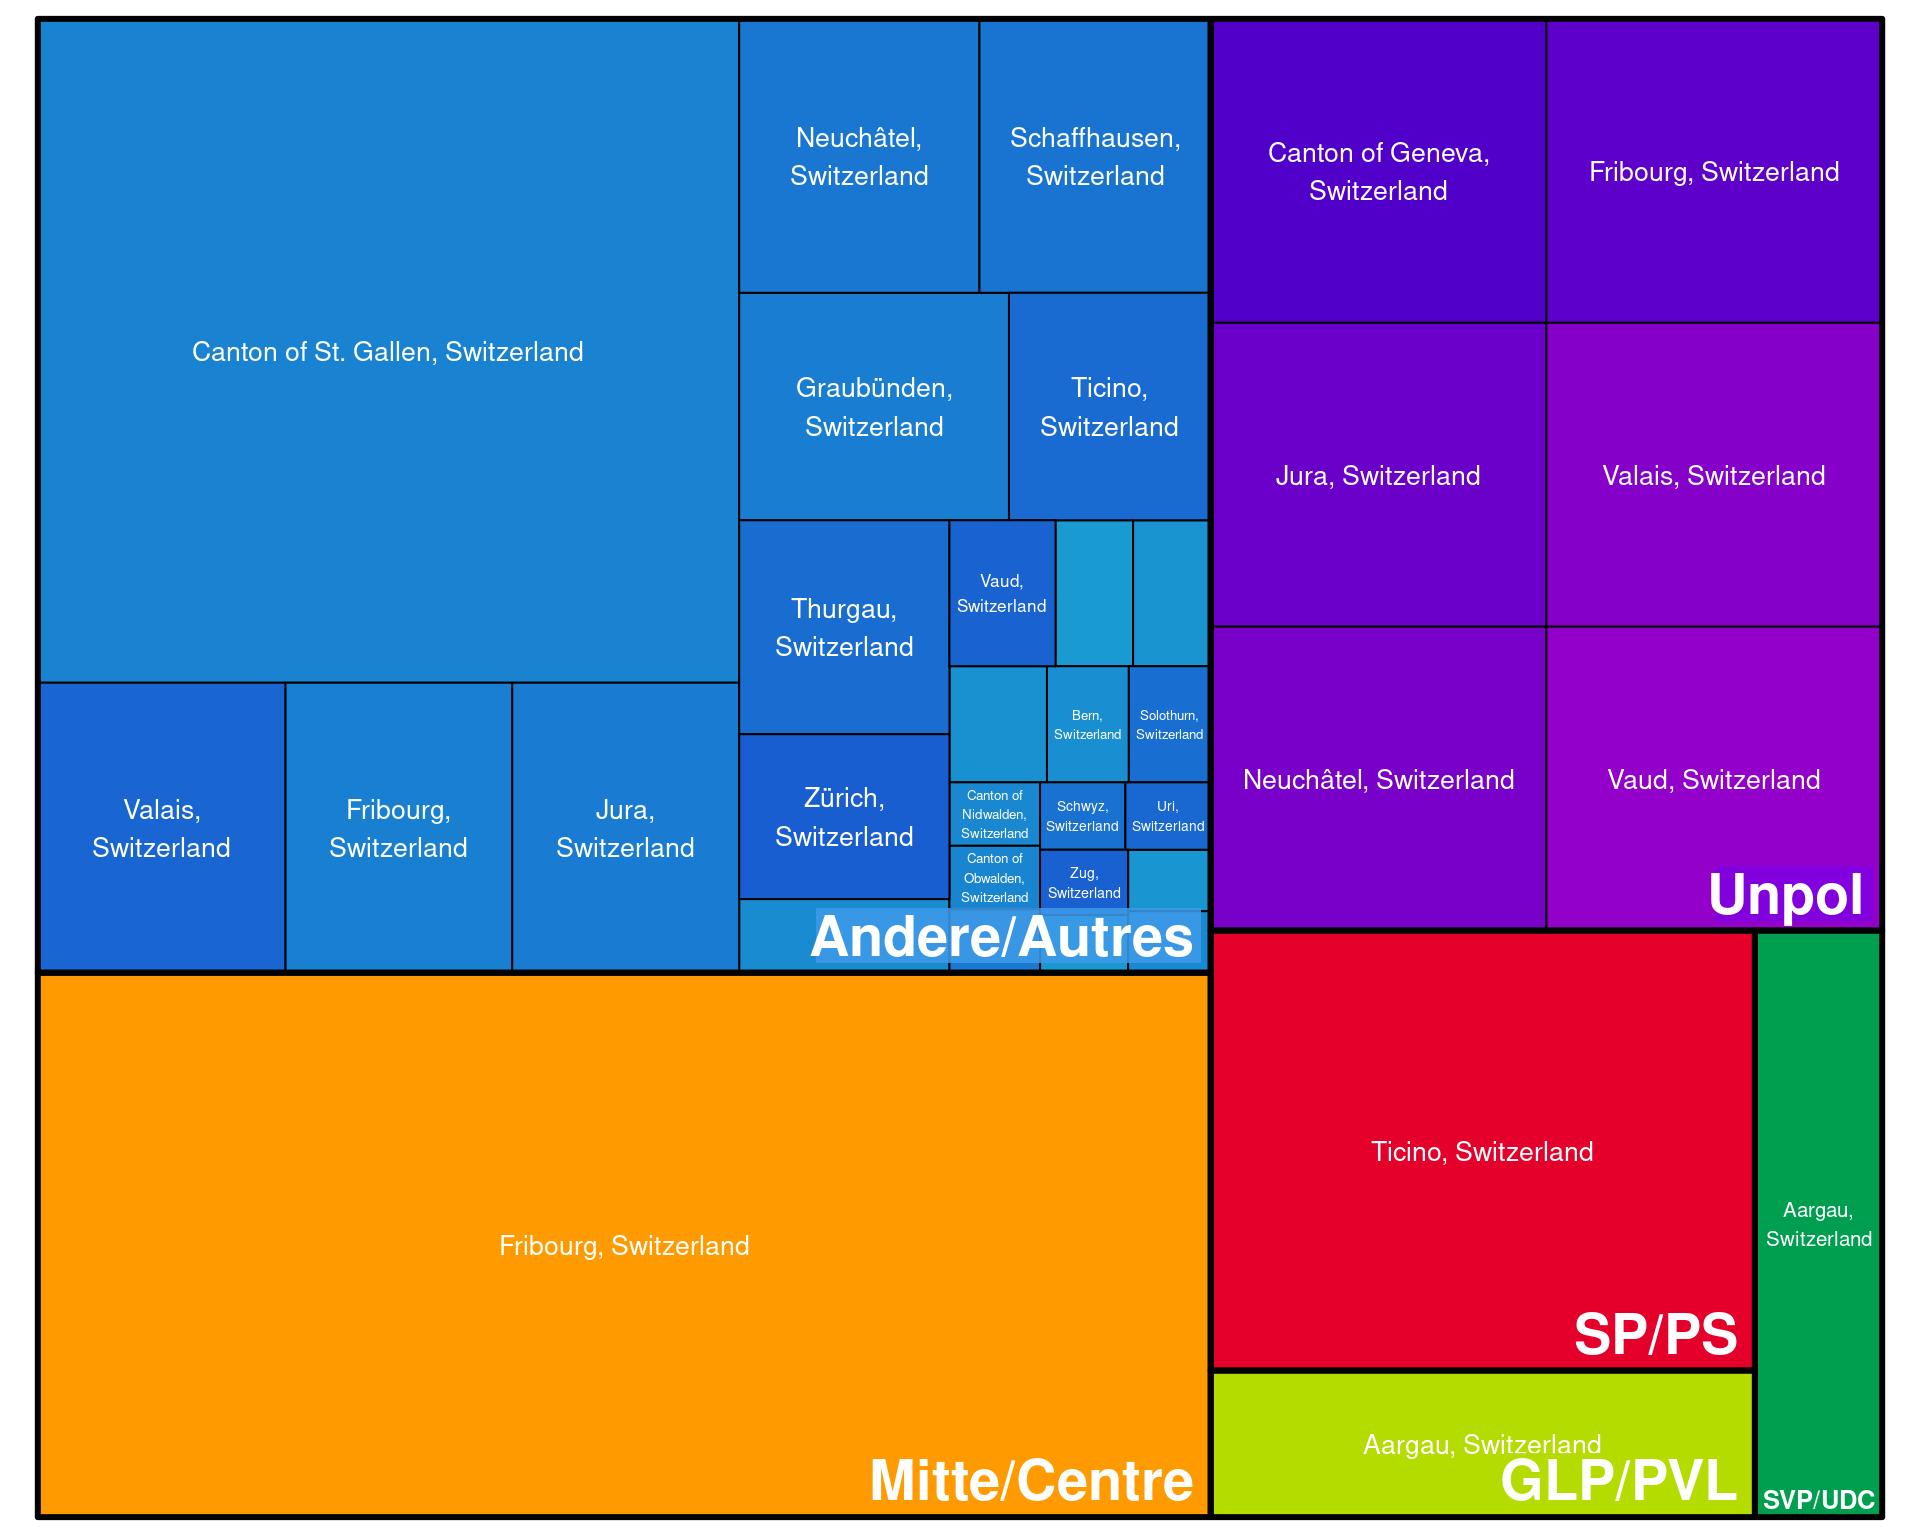 Canton of St. Gallen, Switzerland
Neuchâtel,
Switzerland
Schaffhausen,
Switzerland
Graubünden,
Switzerland
Ticino,
Switzerland
Thurgau,
Switzerland
Vaud,
Switzerland
Bern,
Switzerland
Solothurn,
Switzerland
Valais,
Switzerland
Fribourg,
Switzerland
Jura,
Switzerland
Zürich,
Switzerland
Canton of
Nidwalden,
Switzerland
Schwyz,
Switzerland
Uri,
Switzerland
Canton of
Obwalden,
Switzerland
Zug,
Switzerland
Andere/Autres
Canton of Geneva,
Switzerland
Fribourg, Switzerland
Jura, Switzerland
Valais, Switzerland
Neuchâtel, Switzerland
Vaud, Switzerland
Unpol
Fribourg, Switzerland
Mitte/Centre
Ticino, Switzerland
SP/PS
Aargau, Switzerland
GLP/PVL
Aargau,
Switzerland
SVP/UDC